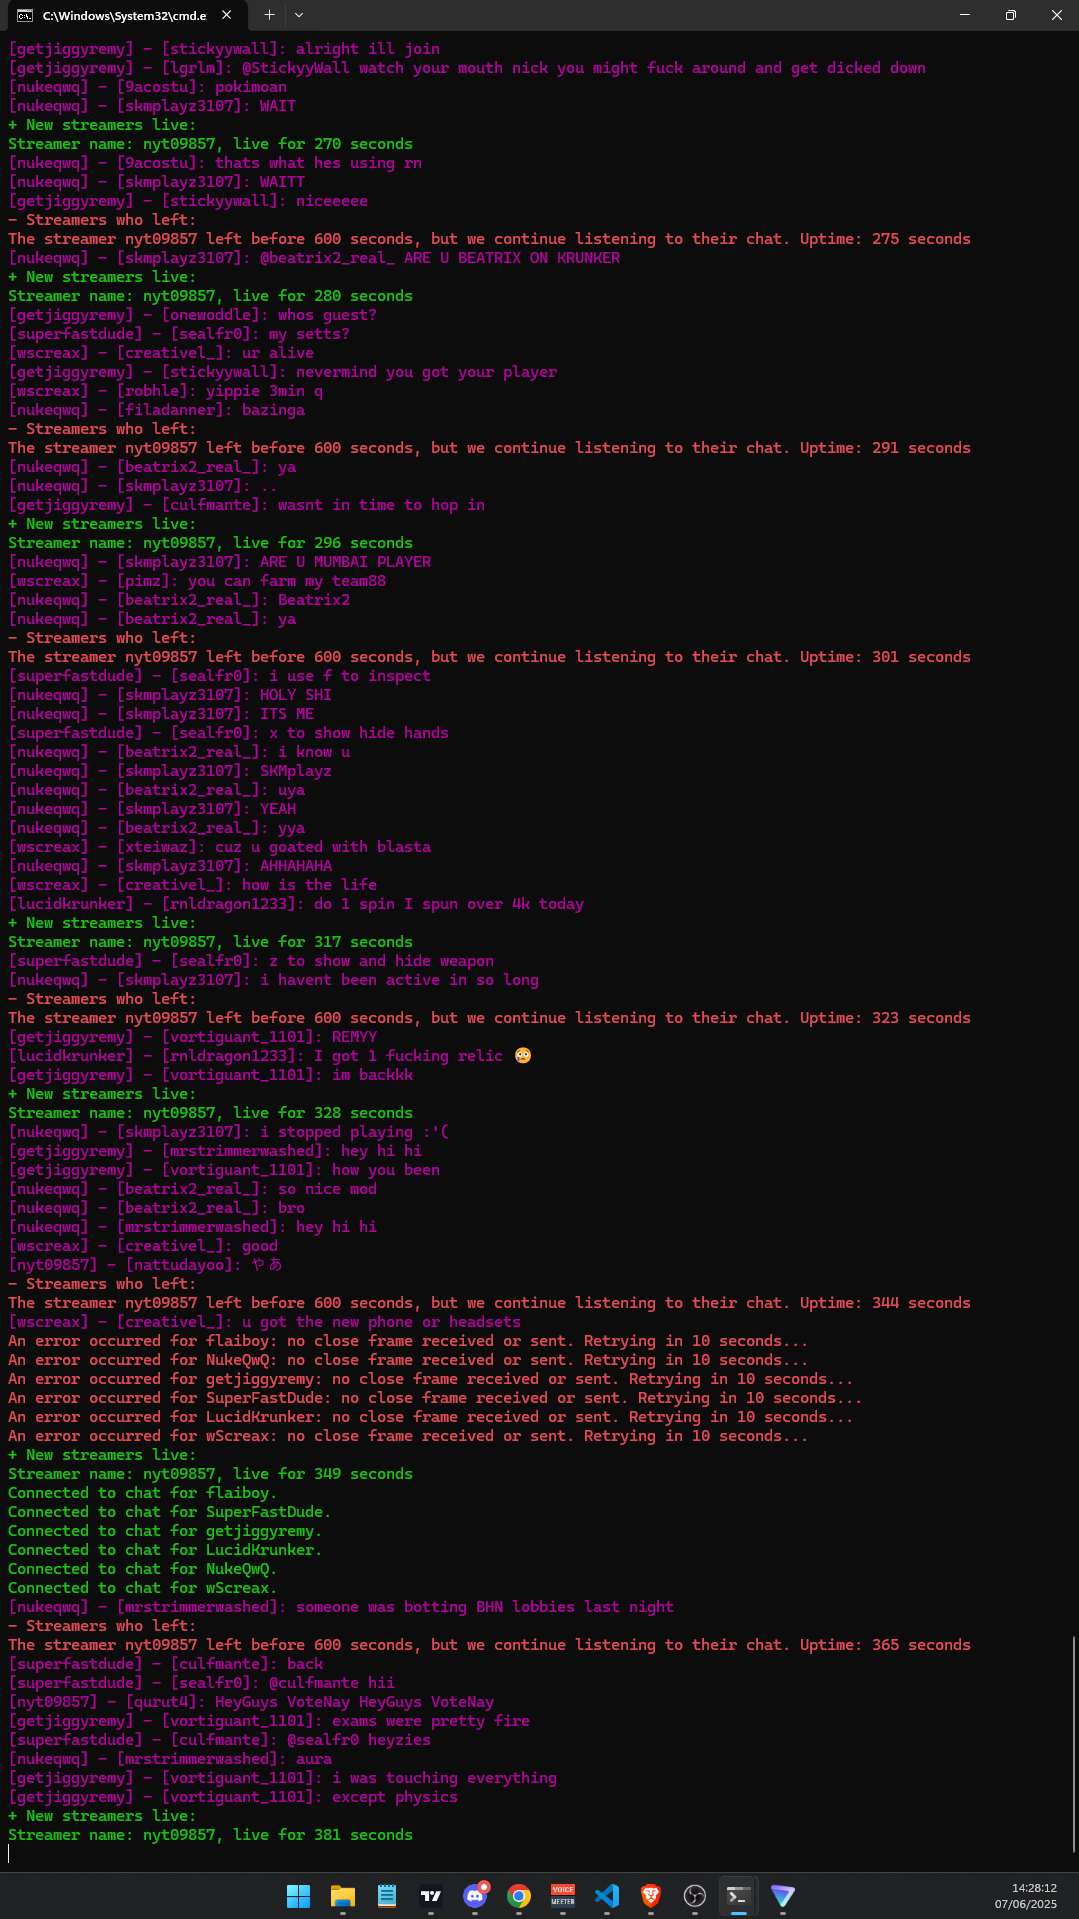 C:\Windows\System32\cmd.e
[getjiggyremy] - [stickyywall]: alright ill join
[getjiggyremy] - [lgrlm]: @StickyyWall watch your mouth nick you might fuck around and get dicked down
[nukeqwq] - [9acostu]: pokimoan
[nukeqwq] - [skmplayz3107]: WAIT
+ New streamers live:
Streamer name: nyt09857, live for 270 seconds
[nukeqwq] - [9acostu]: thats what hes using rn
[nukeqwq] - [skmplayz3107]: WAITT
[getjiggyremy] - [stickyywall]: niceeeee
- Streamers who left:
The streamer nyt09857 left before 600 seconds, but we continue listening to their chat. Uptime: 275 seconds
[nukeqwq] - [skmplayz3107]: @beatrix2_real_ ARE U BEATRIX ON KRUNKER
+ New streamers live:
Streamer name: nyt09857, live for 280 seconds
[getjiggyremy] - [onewoddle]: whos guest?
[superfastdude] - [sealfr0]: my setts?
[wscreax] - [creativel_]: ur alive
[getjiggyremy] - [stickyywall]: nevermind you got your player
[wscreax] - [robhle]: yippie 3min q
[nukeqwq] - [filadanner]: bazinga
- Streamers who left:
The streamer nyt09857 left before 600 seconds, but we continue listening to their chat. Uptime: 291 seconds
[nukeqwq] - [beatrix2_real_]: ya
[nukeqwq] - [skmplayz3107]: ..
[getjiggyremy] - [culfmante]: wasnt in time to hop in
+ New streamers live:
Streamer name: nyt09857, live for 296 seconds
[nukeqwq] - [skmplayz3107]: ARE U MUMBAI PLAYER
[wscreax] - [pimz]: you can farm my team88
[nukeqwq] - [beatrix2_real_]: Beatrix2
[nukeqwq] - [beatrix2_real_]: ya
- Streamers who left:
The streamer nyt09857 left before 600 seconds, but we continue listening to their chat. Uptime: 301 seconds
[superfastdude] - [sealfr0]: i use f to inspect
[nukeqwq] - [skmplayz3107]: HOLY SHI
[nukeqwq] - [skmplayz3107]: ITS ME
[superfastdude] - [sealfr0]: x to show hide hands
[nukeqwq] - [beatrix2_real_]: i know u
[nukeqwq] - [skmplayz3107]: SKMplayz
[nukeqwq] - [beatrix2_real_]: uya
[nukeqwq] - [skmplayz3107]: YEAH
[nukeqwq] - [beatrix2_real_]: yya
[wscreax] - [xteiwaz]: cuz u goated with blasta
[nukeqwq] - [skmplayz3107]: AHHAHAHA
[wscreax] - [creativel_]: how is the life
[lucidkrunker] - [rnldragon1233]: do 1 spin I spun over 4k today
+ New streamers live:
Streamer name: nyt09857, live for 317 seconds
[superfastdude] - [sealfr0]: z to show and hide weapon
[nukeqwq] - [skmplayz3107]: i havent been active in so long
- Streamers who left:
The streamer nyt09857 left before 600 seconds, but we continue listening to their chat. Uptime: 323 seconds
[getjiggyremy] - [vortiguant_1101]: REMYY
[lucidkrunker] - [rnldragon1233]: I got 1 fucking relic 😳
[getjiggyremy] - [vortiguant_1101]: im backkk
+ New streamers live:
Streamer name: nyt09857, live for 328 seconds
[nukeqwq] - [skmplayz3107]: i stopped playing :'(
[getjiggyremy] - [mrstrimmerwashed]: hey hi hi
[getjiggyremy] - [vortiguant_1101]: how you been
[nukeqwq] - [beatrix2_real_]: so nice mod
[nukeqwq] - [beatrix2_real_]: bro
[nukeqwq] - [mrstrimmerwashed]: hey hi hi
[wscreax] - [creativel_]: good
[nyt09857] - [nattudayoo]: やあ
- Streamers who left:
The streamer nyt09857 left before 600 seconds, but we continue listening to their chat. Uptime: 344 seconds
[wscreax] - [creativel_]: u got the new phone or headsets
An error occurred for flaiboy: no close frame received or sent. Retrying in 10 seconds...
An error occurred for NukeQwQ: no close frame received or sent. Retrying in 10 seconds...
An error occurred for getjiggyremy: no close frame received or sent. Retrying in 10 seconds...
An error occurred for SuperFastDude: no close frame received or sent. Retrying in 10 seconds...
An error occurred for LucidKrunker: no close frame received or sent. Retrying in 10 seconds...
An error occurred for wScreax: no close frame received or sent. Retrying in 10 seconds...
+ New streamers live:
Streamer name: nyt09857, live for 349 seconds
Connected to chat for flaiboy.
Connected to chat for SuperFastDude.
Connected to chat for getjiggyremy.
Connected to chat for LucidKrunker.
Connected to chat for NukeQwQ.
Connected to chat for wScreax.
[nukeqwq] - [mrstrimmerwashed]: someone was botting BHN lobbies last night
- Streamers who left:
The streamer nyt09857 left before 600 seconds, but we continue listening to their chat. Uptime: 365 seconds
[superfastdude] - [culfmante]: back
[superfastdude] - [sealfr0]: @culfmante hii
[nyt09857] - [qurut4]: HeyGuys VoteNay HeyGuys VoteNay
[getjiggyremy] - [vortiguant_1101]: exams were pretty fire
[superfastdude] - [culfmante]: @sealfr0 heyzies
[nukeqwq] - [mrstrimmerwashed]: aura
[getjiggyremy] - [vortiguant_1101]: i was touching everything
[getjiggyremy] - [vortiguant_1101]: except physics
+ New streamers live:
Streamer name: nyt09857, live for 381 seconds
VOICE
MEETER
14:28:12
07/06/2025